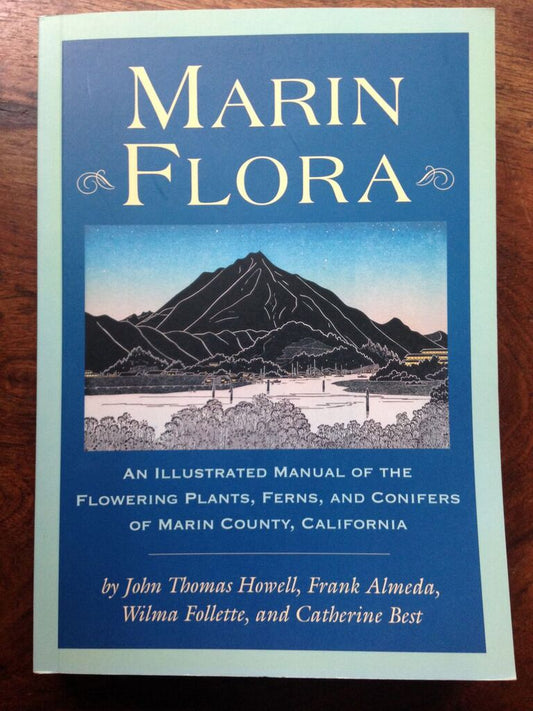 MARIN
FLORA
AN ILLUSTRATED MANUAL OF THE
FLOWERING PLANTS, FERNS, AND CONIFERS
OF MARIN COUNTY, CALIFORNIA
by John Thomas Howell, Frank Almeda,
Wilma Follette, and Catherine Best